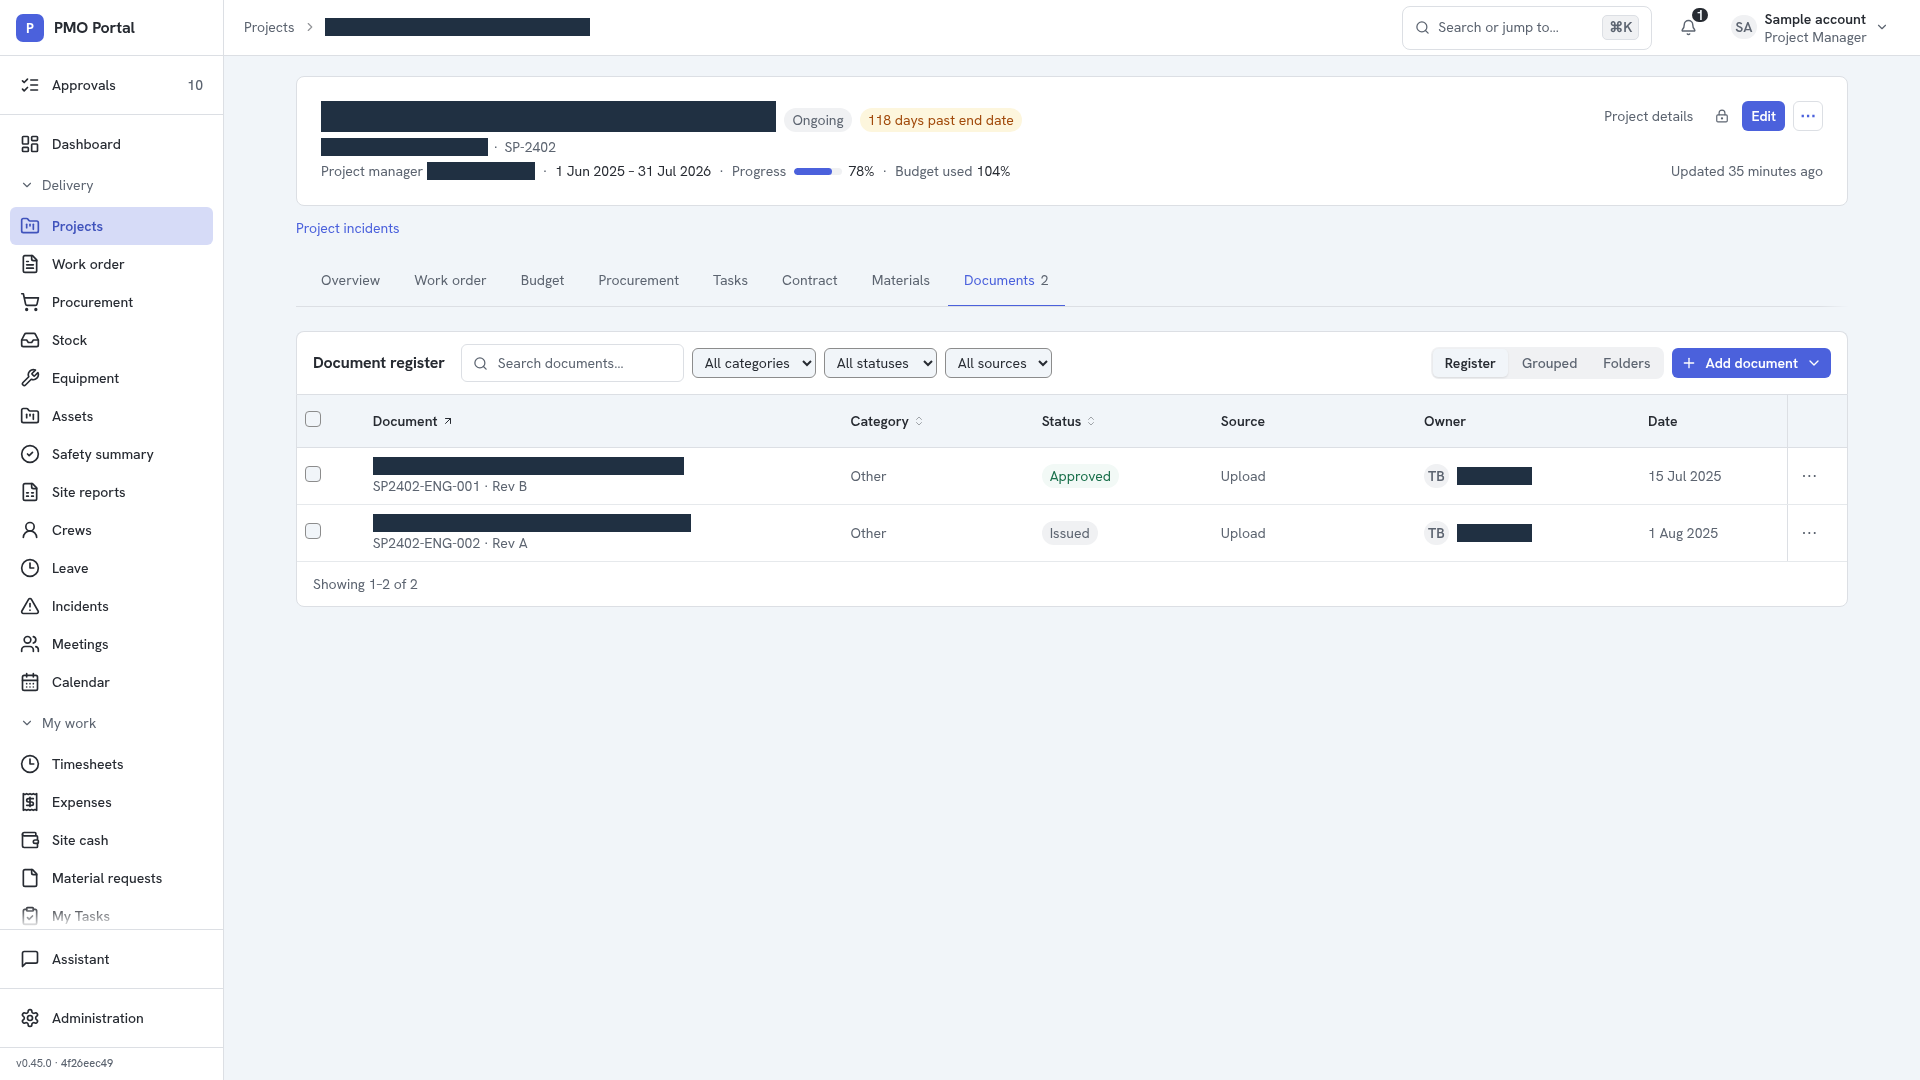 P PMO Portal
Projects
Search or jump to... ⌘K
1
SA Sample account
Project Manager
Approvals 10
Dashboard
Delivery
Projects
Work order
Procurement
Stock
Equipment
Assets
Safety summary
Site reports
Crews
Leave
Incidents
Meetings
Calendar
My work
Timesheets
Expenses
Site cash
Material requests
My Tasks
Assistant
Administration
v0.45.0 · 4f26eec49
Ongoing 118 days past end date
Project details Edit
· SP-2402
Project manager · 1 Jun 2025 – 31 Jul 2026 · Progress 78% · Budget used 104%
Updated 35 minutes ago
Project incidents
Overview Work order Budget Procurement Tasks Contract Materials Documents 2
Document register Search documents... All categories All statuses All sources Register Grouped Folders Add document
Document Category Status Source Owner Date
Other Approved Upload TB 15 Jul 2025
SP2402-ENG-001 · Rev B
Other Issued Upload TB 1 Aug 2025
SP2402-ENG-002 · Rev A
Showing 1–2 of 2